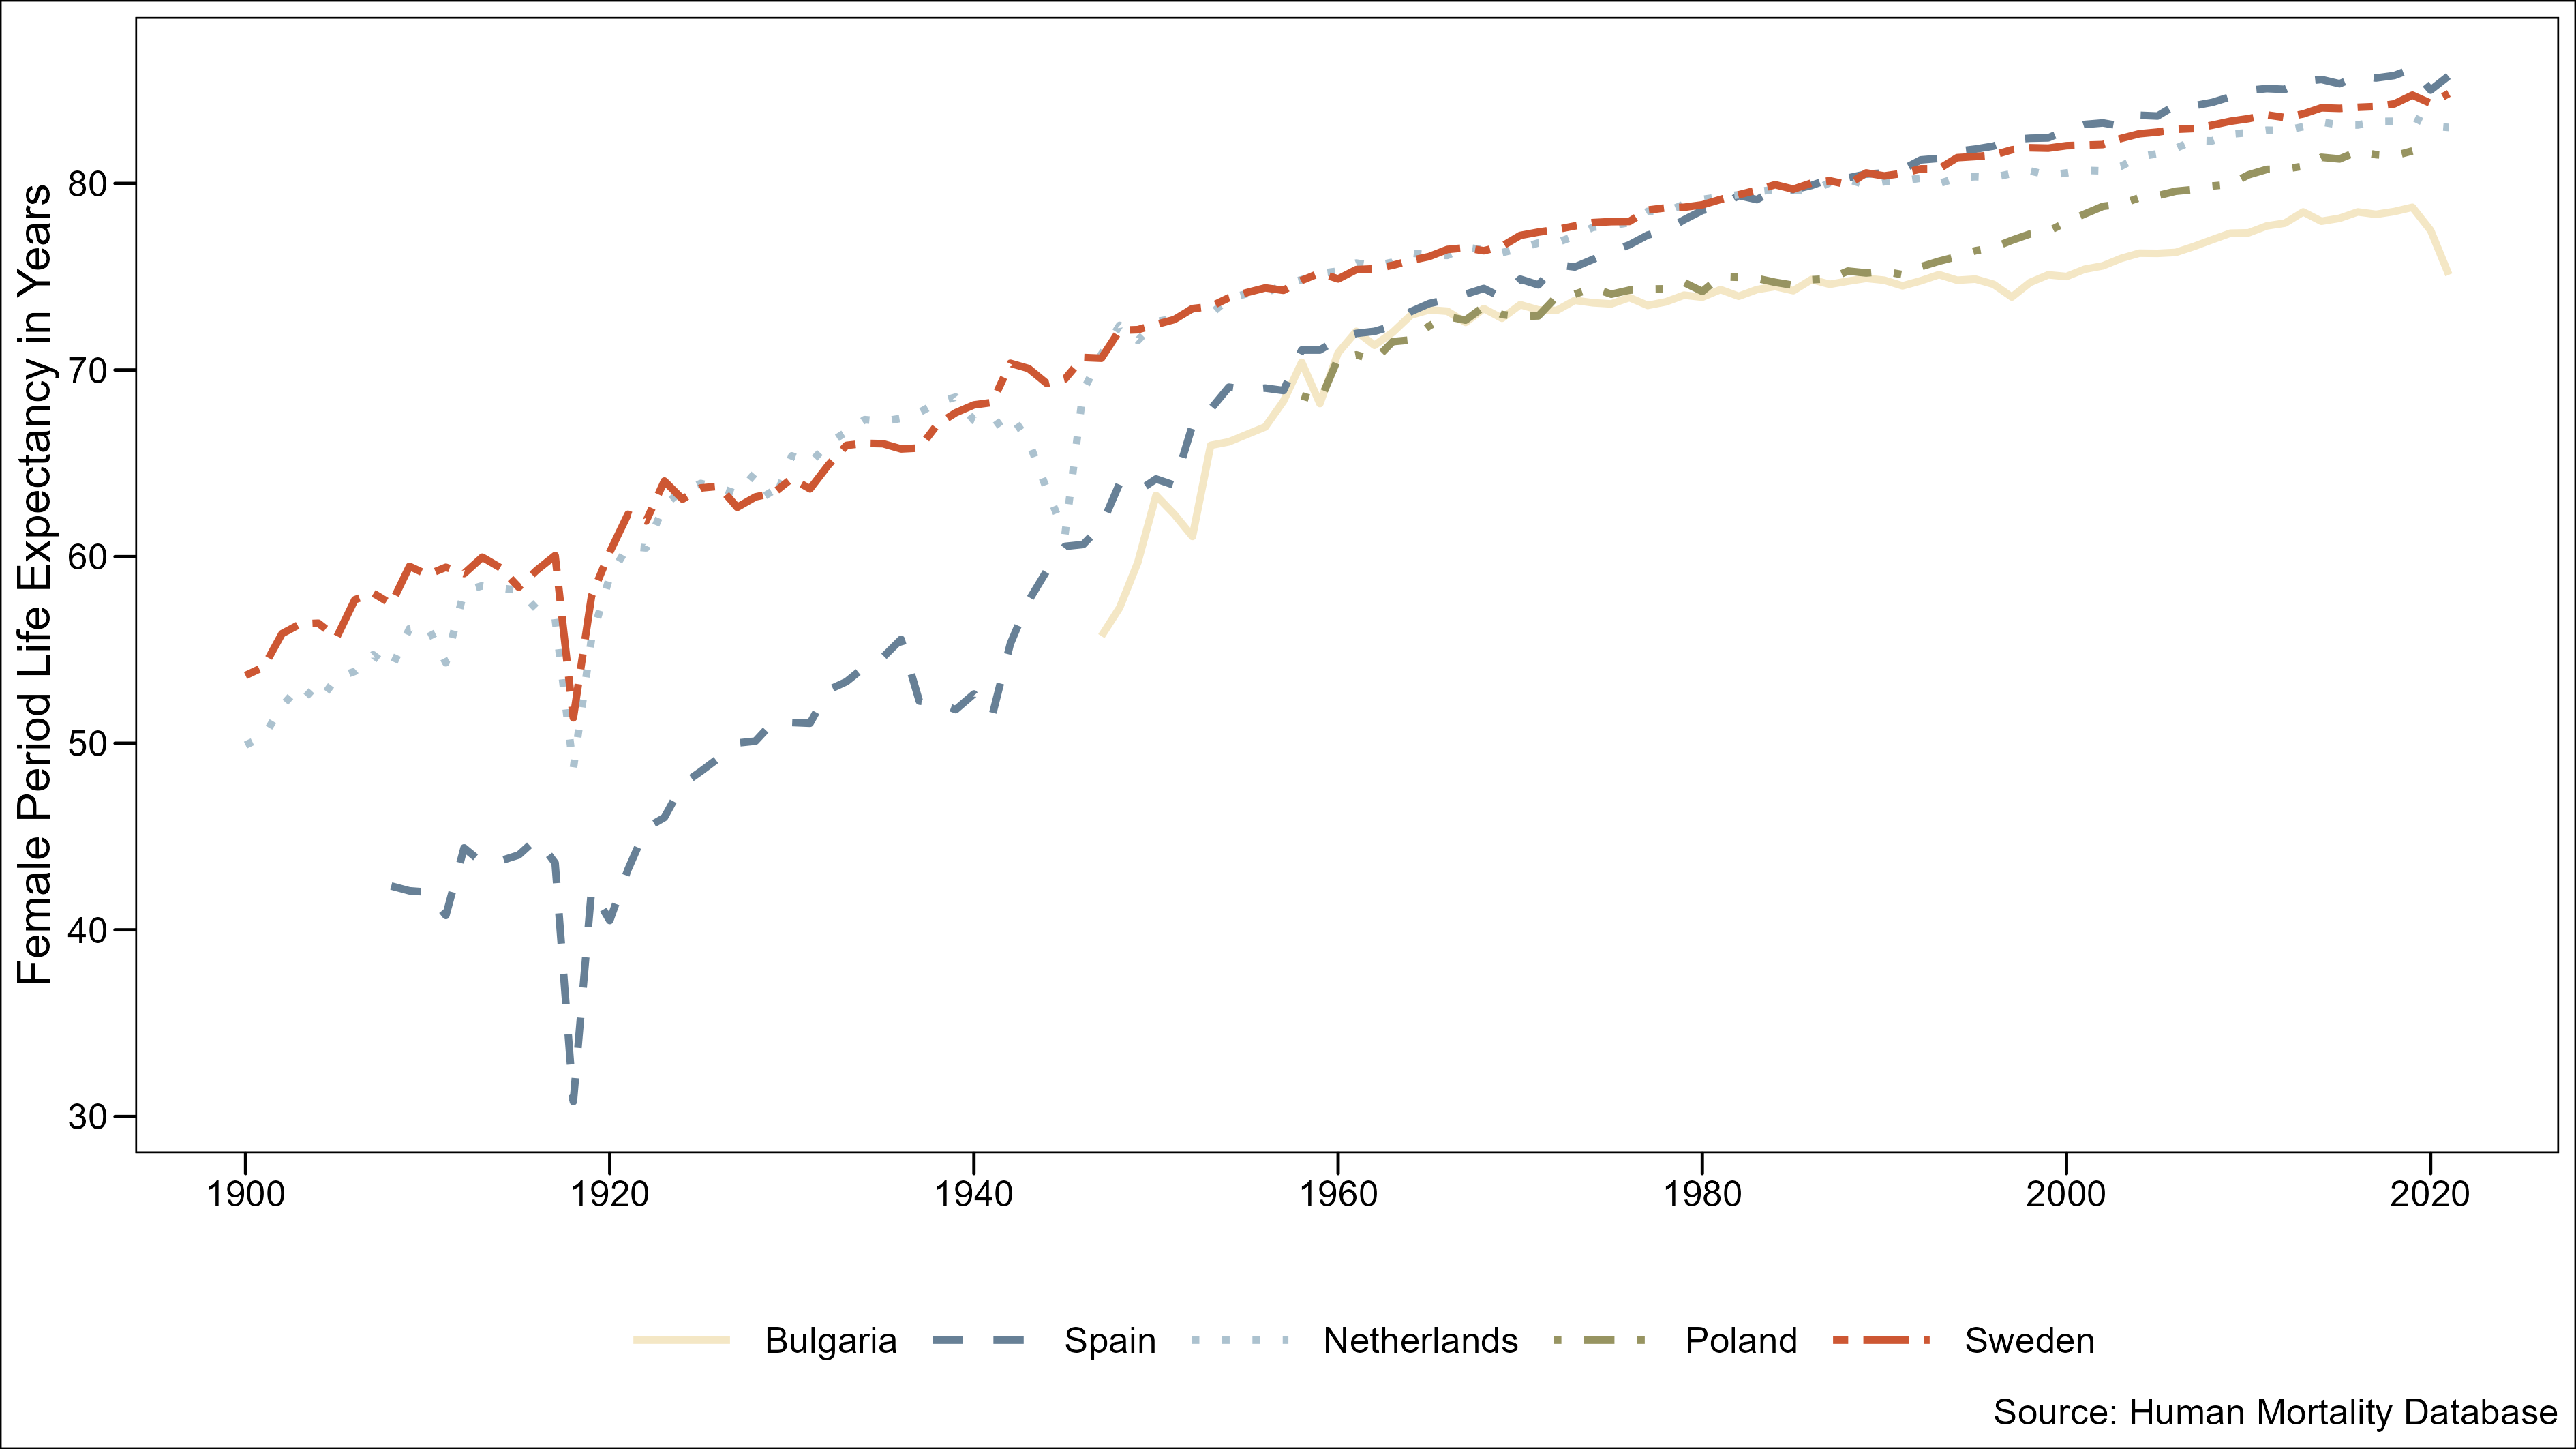 Female Period Life Expectancy in Years
80
70
60
50
40
30
1900 1920 1940 1960 1980 2000 2020
Bulgaria Spain Netherlands Poland Sweden
Source: Human Mortality Database